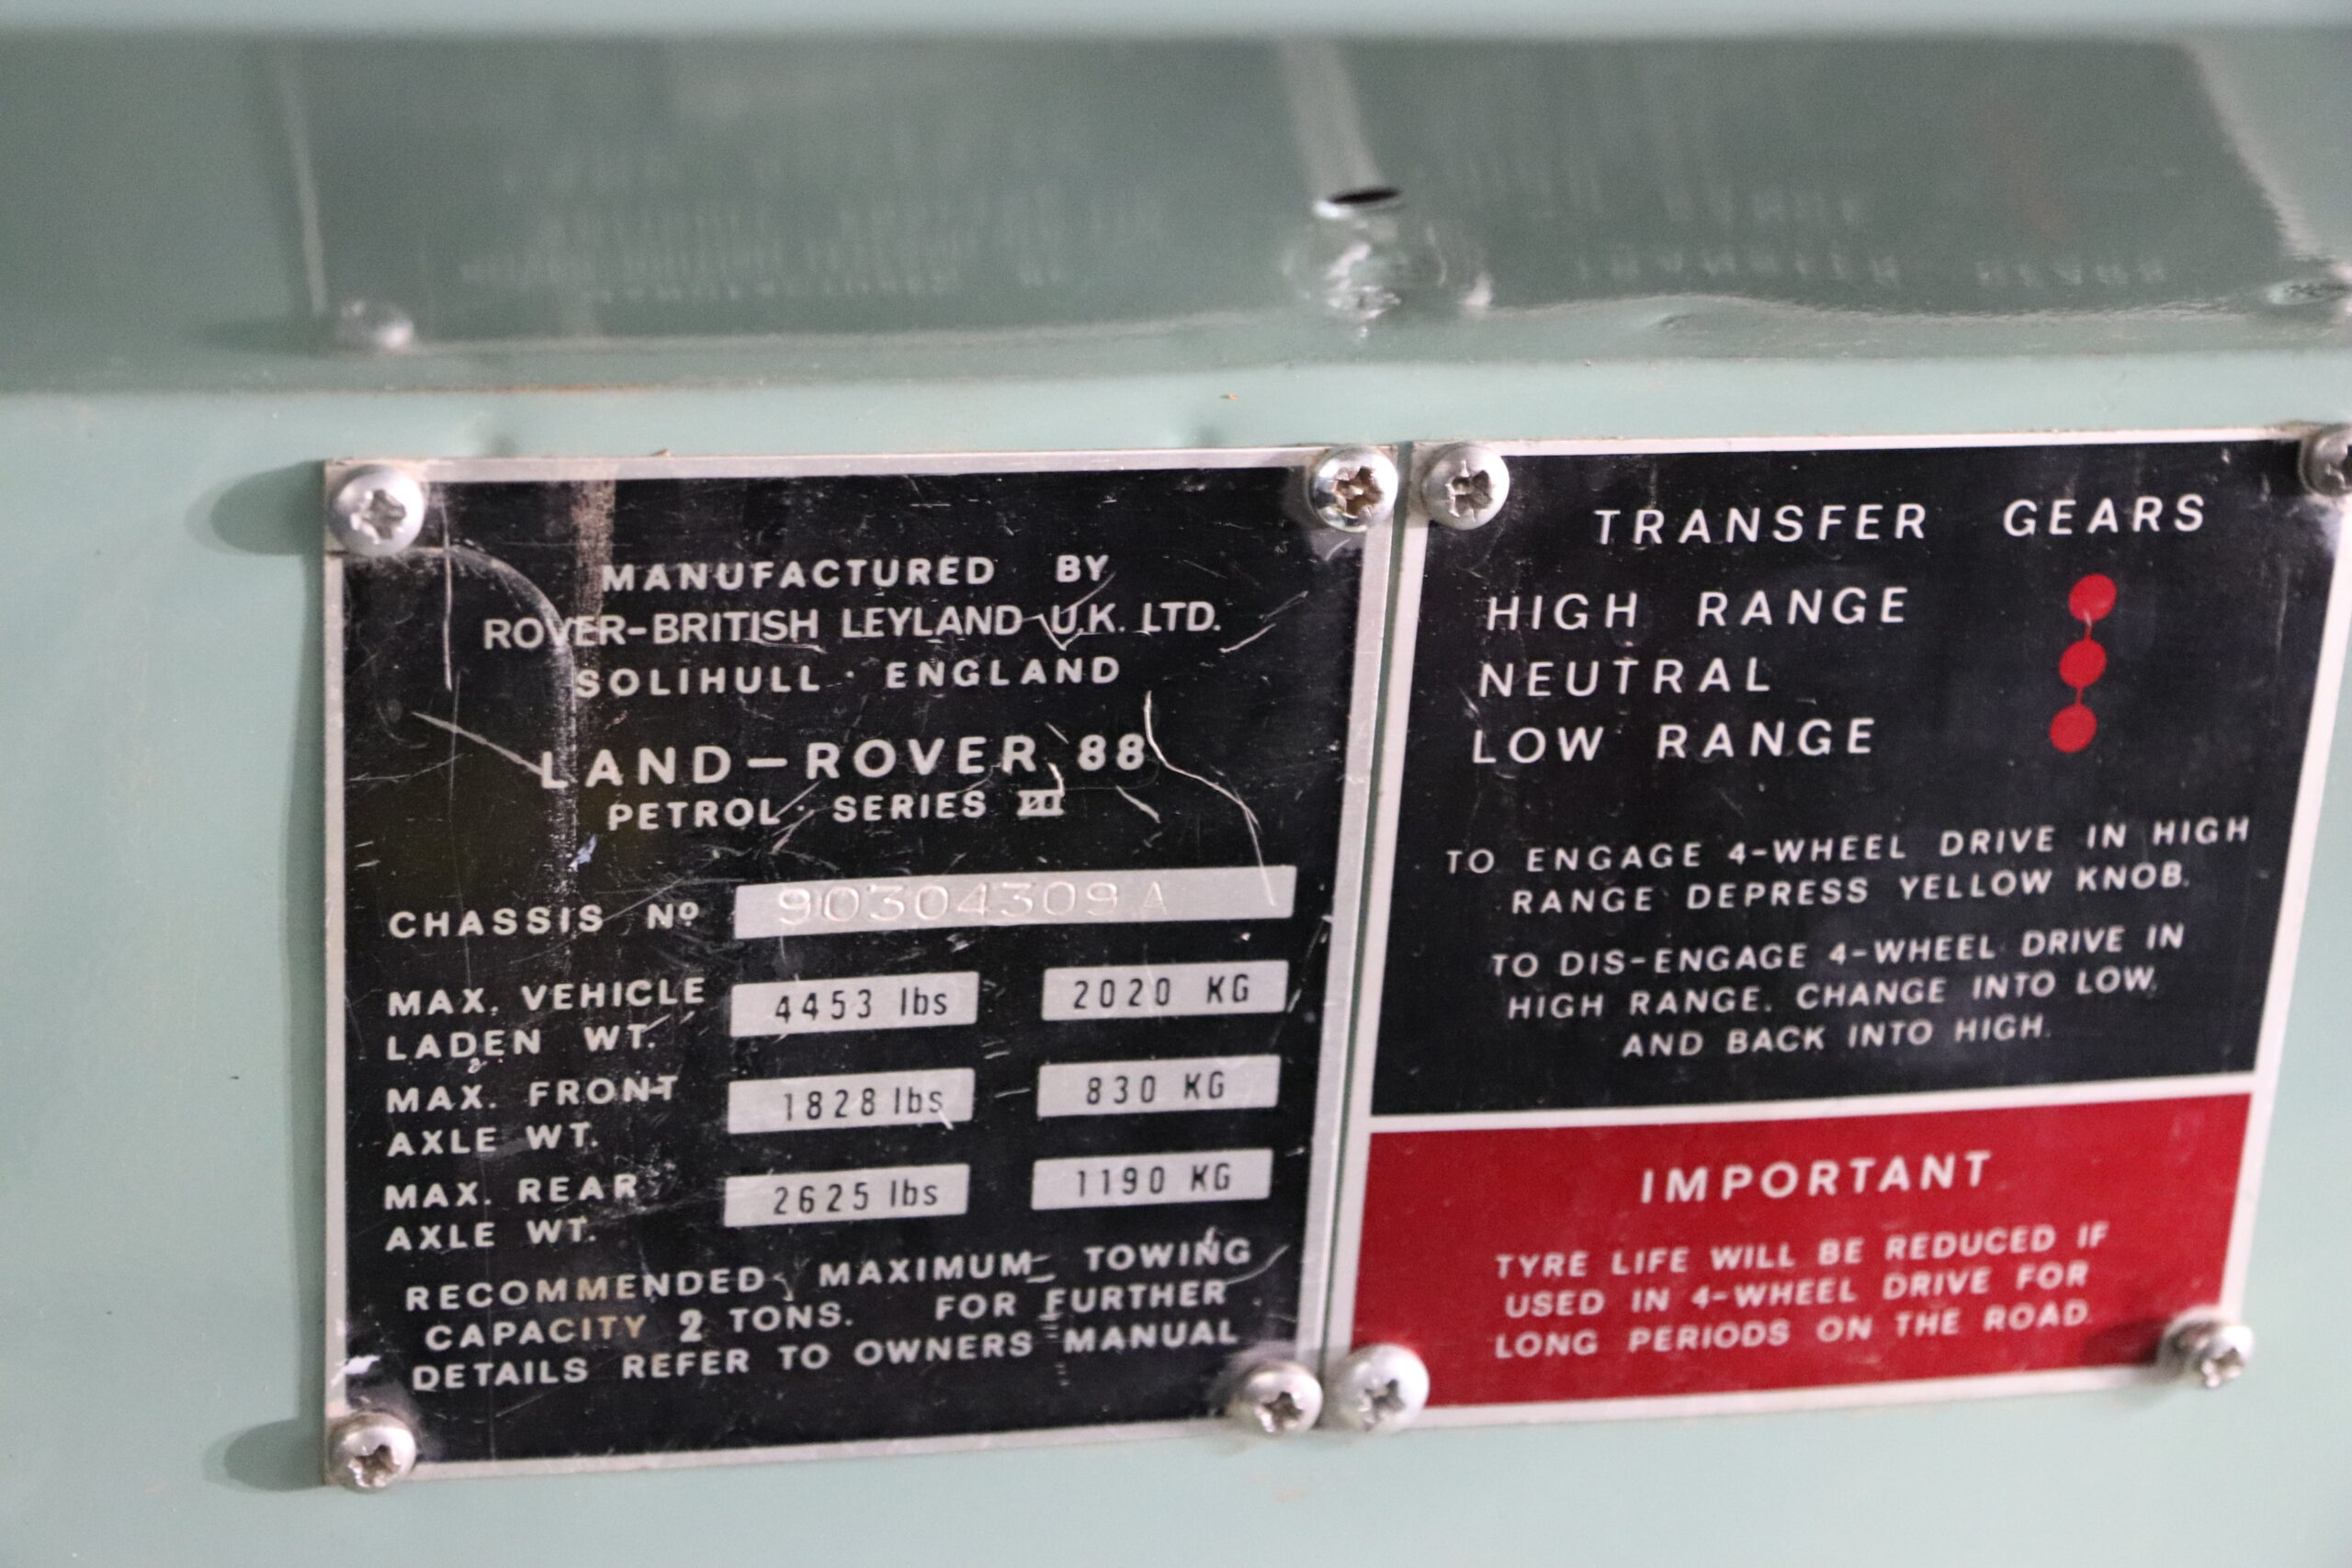 MANUFACTURED BY
ROVER-BRITISH LEYLAND U.K. LTD.
SOLIHULL · ENGLAND
LAND-ROVER 88
PETROL · SERIES III
CHASSIS Nº 90304309 A
MAX. VEHICLE
LADEN WT. 4453 lbs 2020 KG
MAX. FRONT
AXLE WT. 1828 lbs 830 KG
MAX. REAR
AXLE WT. 2625 lbs 1190 KG
RECOMMENDED MAXIMUM TOWING
CAPACITY 2 TONS. FOR FURTHER
DETAILS REFER TO OWNERS MANUAL
TRANSFER GEARS
HIGH RANGE
NEUTRAL
LOW RANGE
TO ENGAGE 4-WHEEL DRIVE IN HIGH
RANGE DEPRESS YELLOW KNOB.
TO DIS-ENGAGE 4-WHEEL DRIVE IN
HIGH RANGE, CHANGE INTO LOW,
AND BACK INTO HIGH.
IMPORTANT
TYRE LIFE WILL BE REDUCED IF
USED IN 4-WHEEL DRIVE FOR
LONG PERIODS ON THE ROAD.